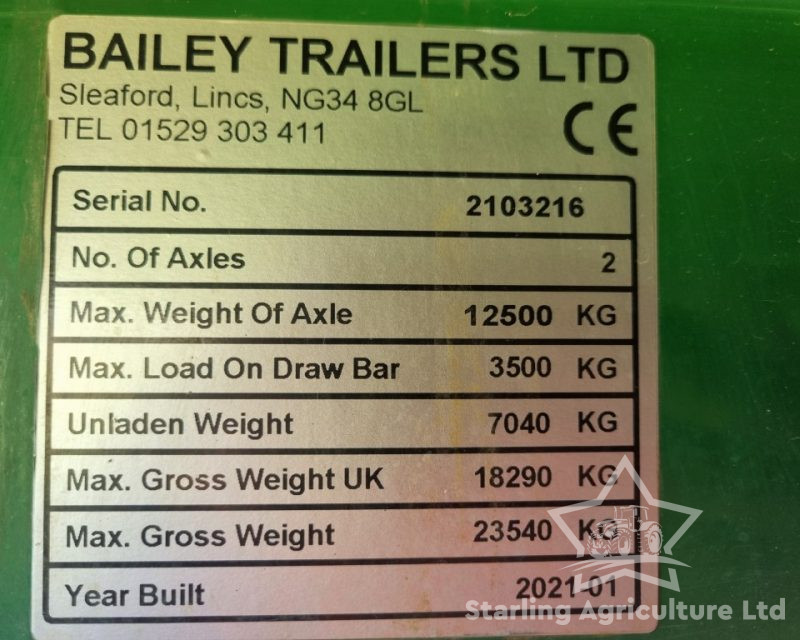 BAILEY TRAILERS LTD
Sleaford, Lincs, NG34 8GL
TEL 01529 303 411
CE
Serial No. 2103216
No. Of Axles 2
Max. Weight Of Axle 12500 KG
Max. Load On Draw Bar 3500 KG
Unladen Weight 7040 KG
Max. Gross Weight UK 18290 KG
Max. Gross Weight 23540 KG
Year Built 2021-01
Starling Agriculture Ltd